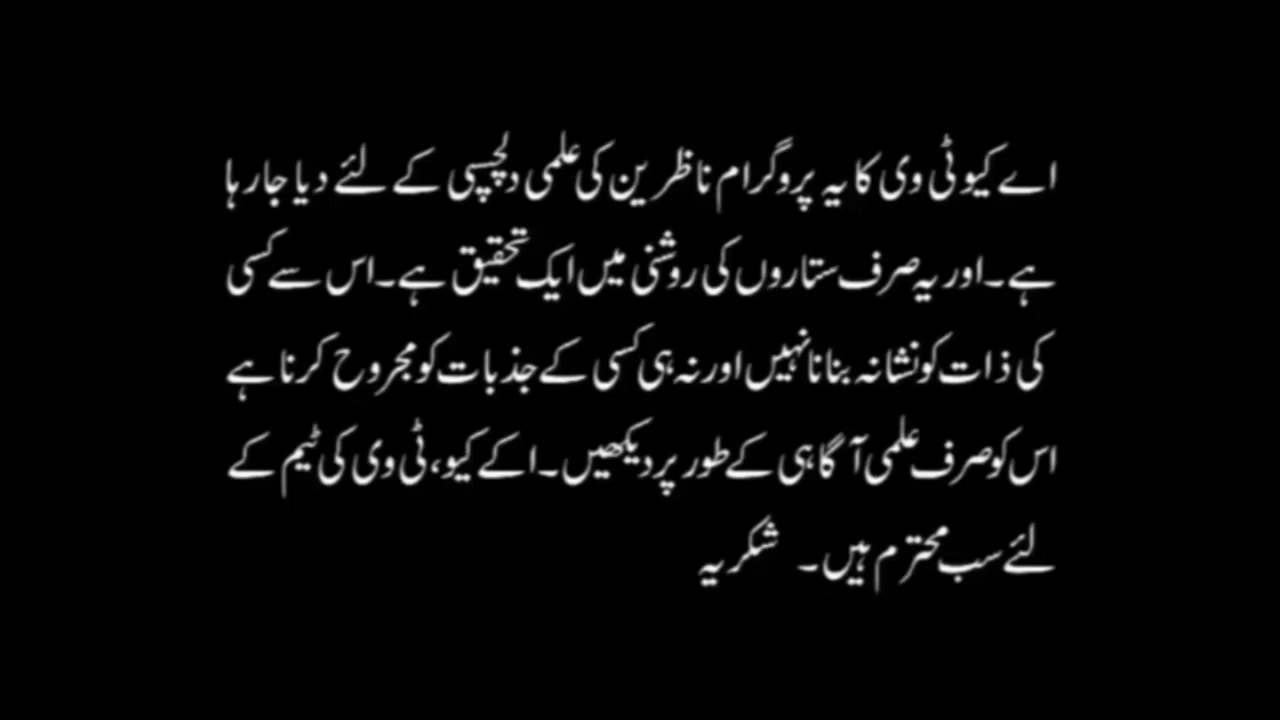 اے کیو ٹی وی کا یہ پروگرام ناظرین کی علمی دلچسپی کے لئے دیا جارہا
ہے۔اور یہ صرف ستاروں کی روشنی میں ایک تحقیق ہے۔اس سے کسی
کی ذات کو نشانہ بنانا نہیں اور نہ ہی کسی کے جذبات کو مجروح کرنا ہے
اس کو صرف علمی آگاہی کے طور پر دیکھیں۔اکے کیو، ٹی وی کی ٹیم کے
لئے سب محترم ہیں۔ شکریہ